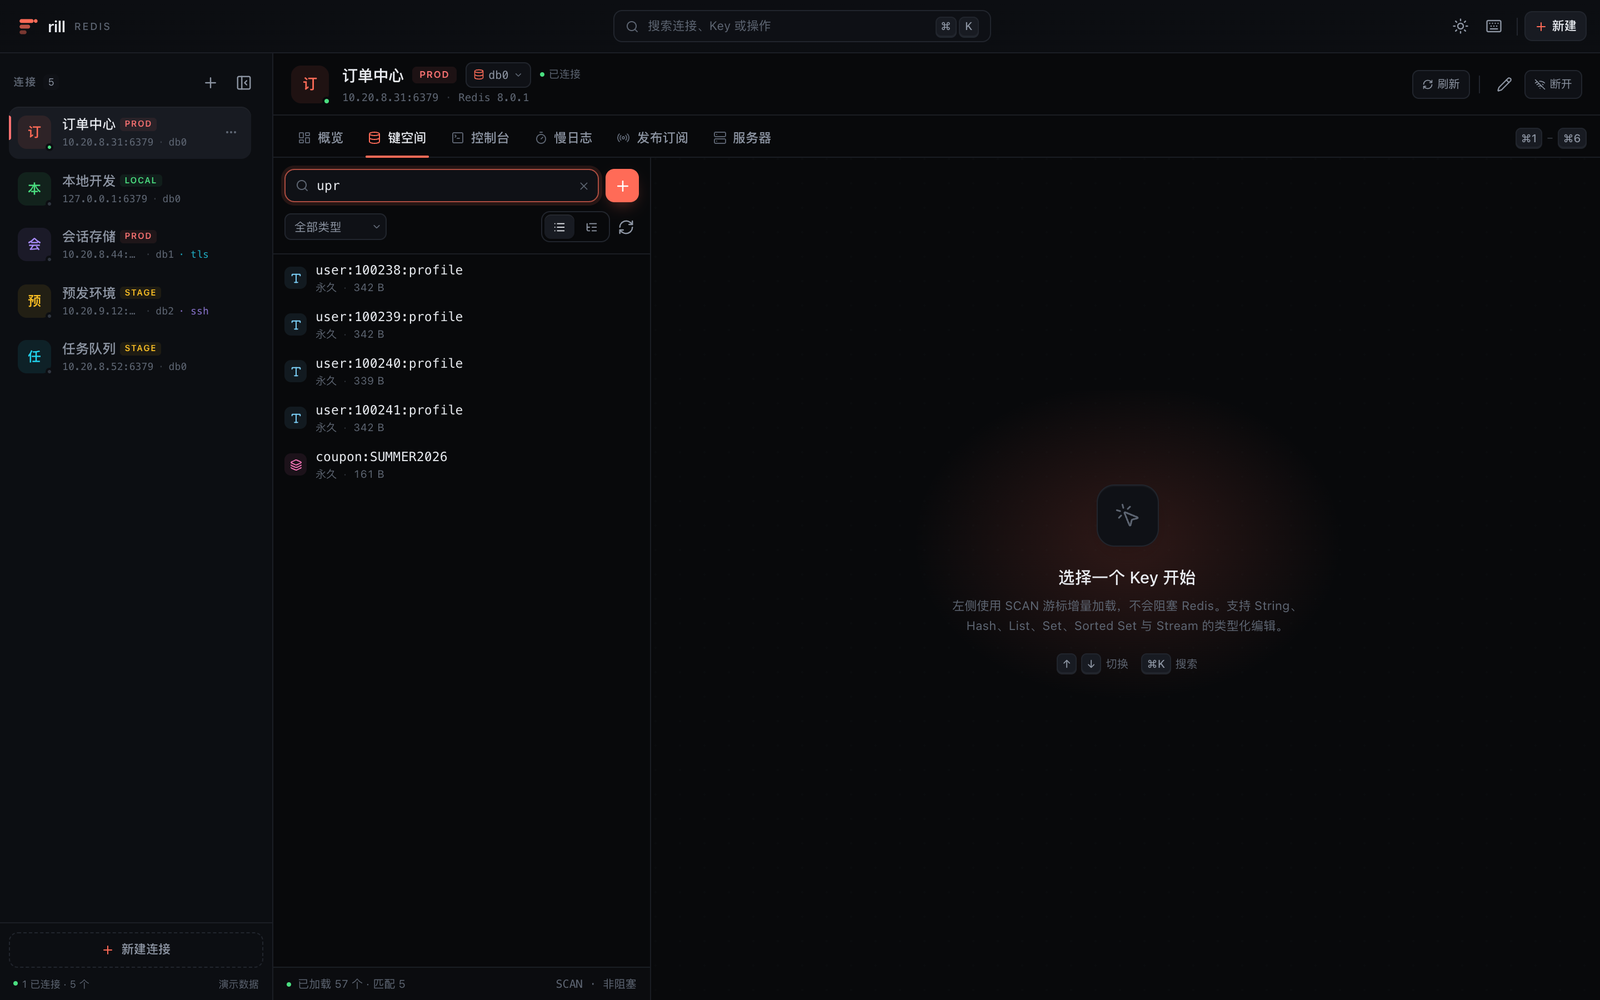 rill REDIS
搜索连接、Key 或操作
⌘ K
新建
连接 5
订 订单中心 PROD
10.20.8.31:6379 · db0
本 本地开发 LOCAL
127.0.0.1:6379 · db0
会 会话存储 PROD
10.20.8.44:… · db1 · tls
预 预发环境 STAGE
10.20.9.12:… · db2 · ssh
任 任务队列 STAGE
10.20.8.52:6379 · db0
新建连接
1 已连接 · 5 个
演示数据
订 订单中心 PROD db0 已连接
10.20.8.31:6379 · Redis 8.0.1
刷新
断开
概览
键空间
控制台
慢日志
发布订阅
服务器
⌘1 – ⌘6
upr
全部类型
user:100238:profile
永久 · 342 B
user:100239:profile
永久 · 342 B
user:100240:profile
永久 · 339 B
user:100241:profile
永久 · 342 B
coupon:SUMMER2026
永久 · 161 B
已加载 57 个 · 匹配 5
SCAN · 非阻塞
选择一个 Key 开始
左侧使用 SCAN 游标增量加载，不会阻塞 Redis。支持 String、
Hash、List、Set、Sorted Set 与 Stream 的类型化编辑。
↑ ↓ 切换 ⌘K 搜索